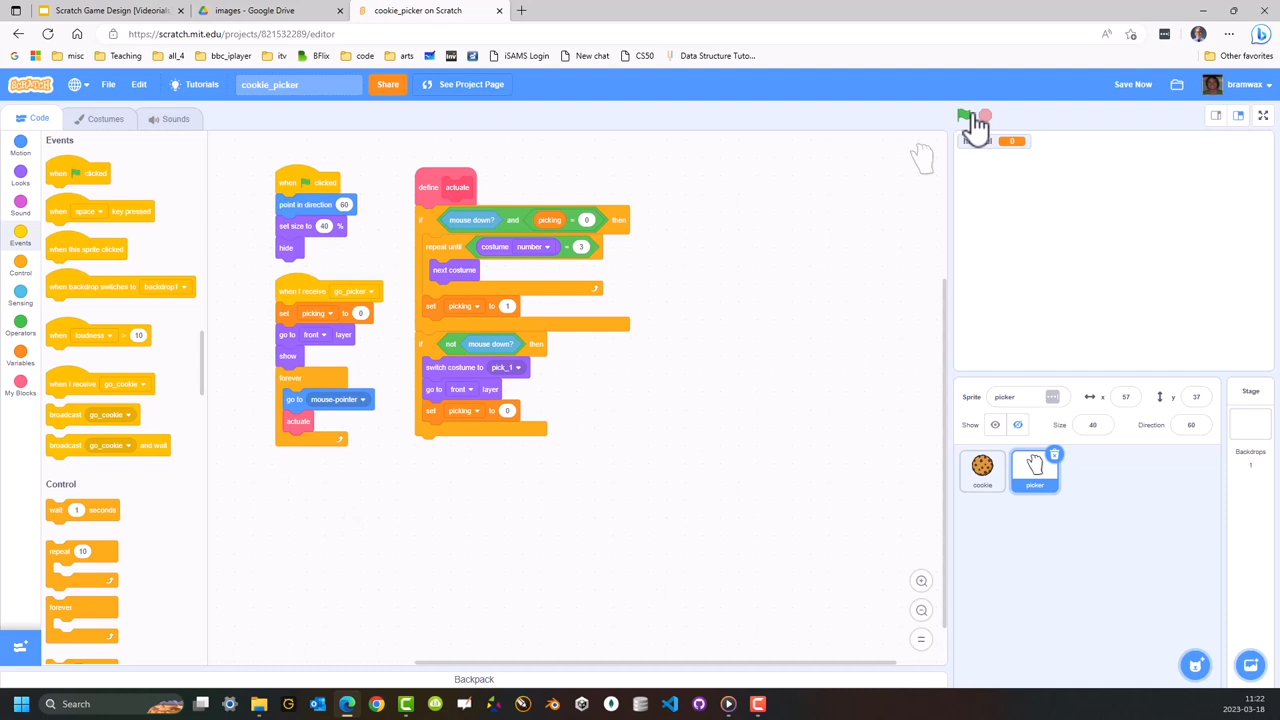 Scratch Game Design [Videorials
images - Google Drive
cookie_picker on Scratch
https://scratch.mit.edu/projects/821532289/editor
misc
Teaching
all_4
bbc_iplayer
itv
BFlix
code
arts
inv
iSAMS Login
New chat
CS50
Data Structure Tuto...
Other favorites
SCRATCH
File
Edit
Tutorials
cookie_picker
Share
See Project Page
Save Now
bramwax
Code
Costumes
Sounds
Events
Motion
Looks
Sound
Events
Control
Sensing
Operators
Variables
My Blocks
when clicked
when space key pressed
when this sprite clicked
when backdrop switches to backdrop1
when loudness > 10
when I receive go_cookie
broadcast go_cookie
broadcast go_cookie and wait
Control
wait 1 seconds
repeat 10
forever
when clicked
point in direction 60
set size to 40 %
hide
when I receive go_picker
set picking to 0
go to front layer
show
forever
go to mouse-pointer
actuate
define actuate
if mouse down? and picking = 0 then
repeat until costume number = 3
next costume
set picking to 1
if not mouse down? then
switch costume to pick_1
go to front layer
set picking to 0
Backpack
0
Sprite picker x 57 y 37
Show Size 40 Direction 60
cookie
picker
Stage
Backdrops
1
Search
11:22
2023-03-18